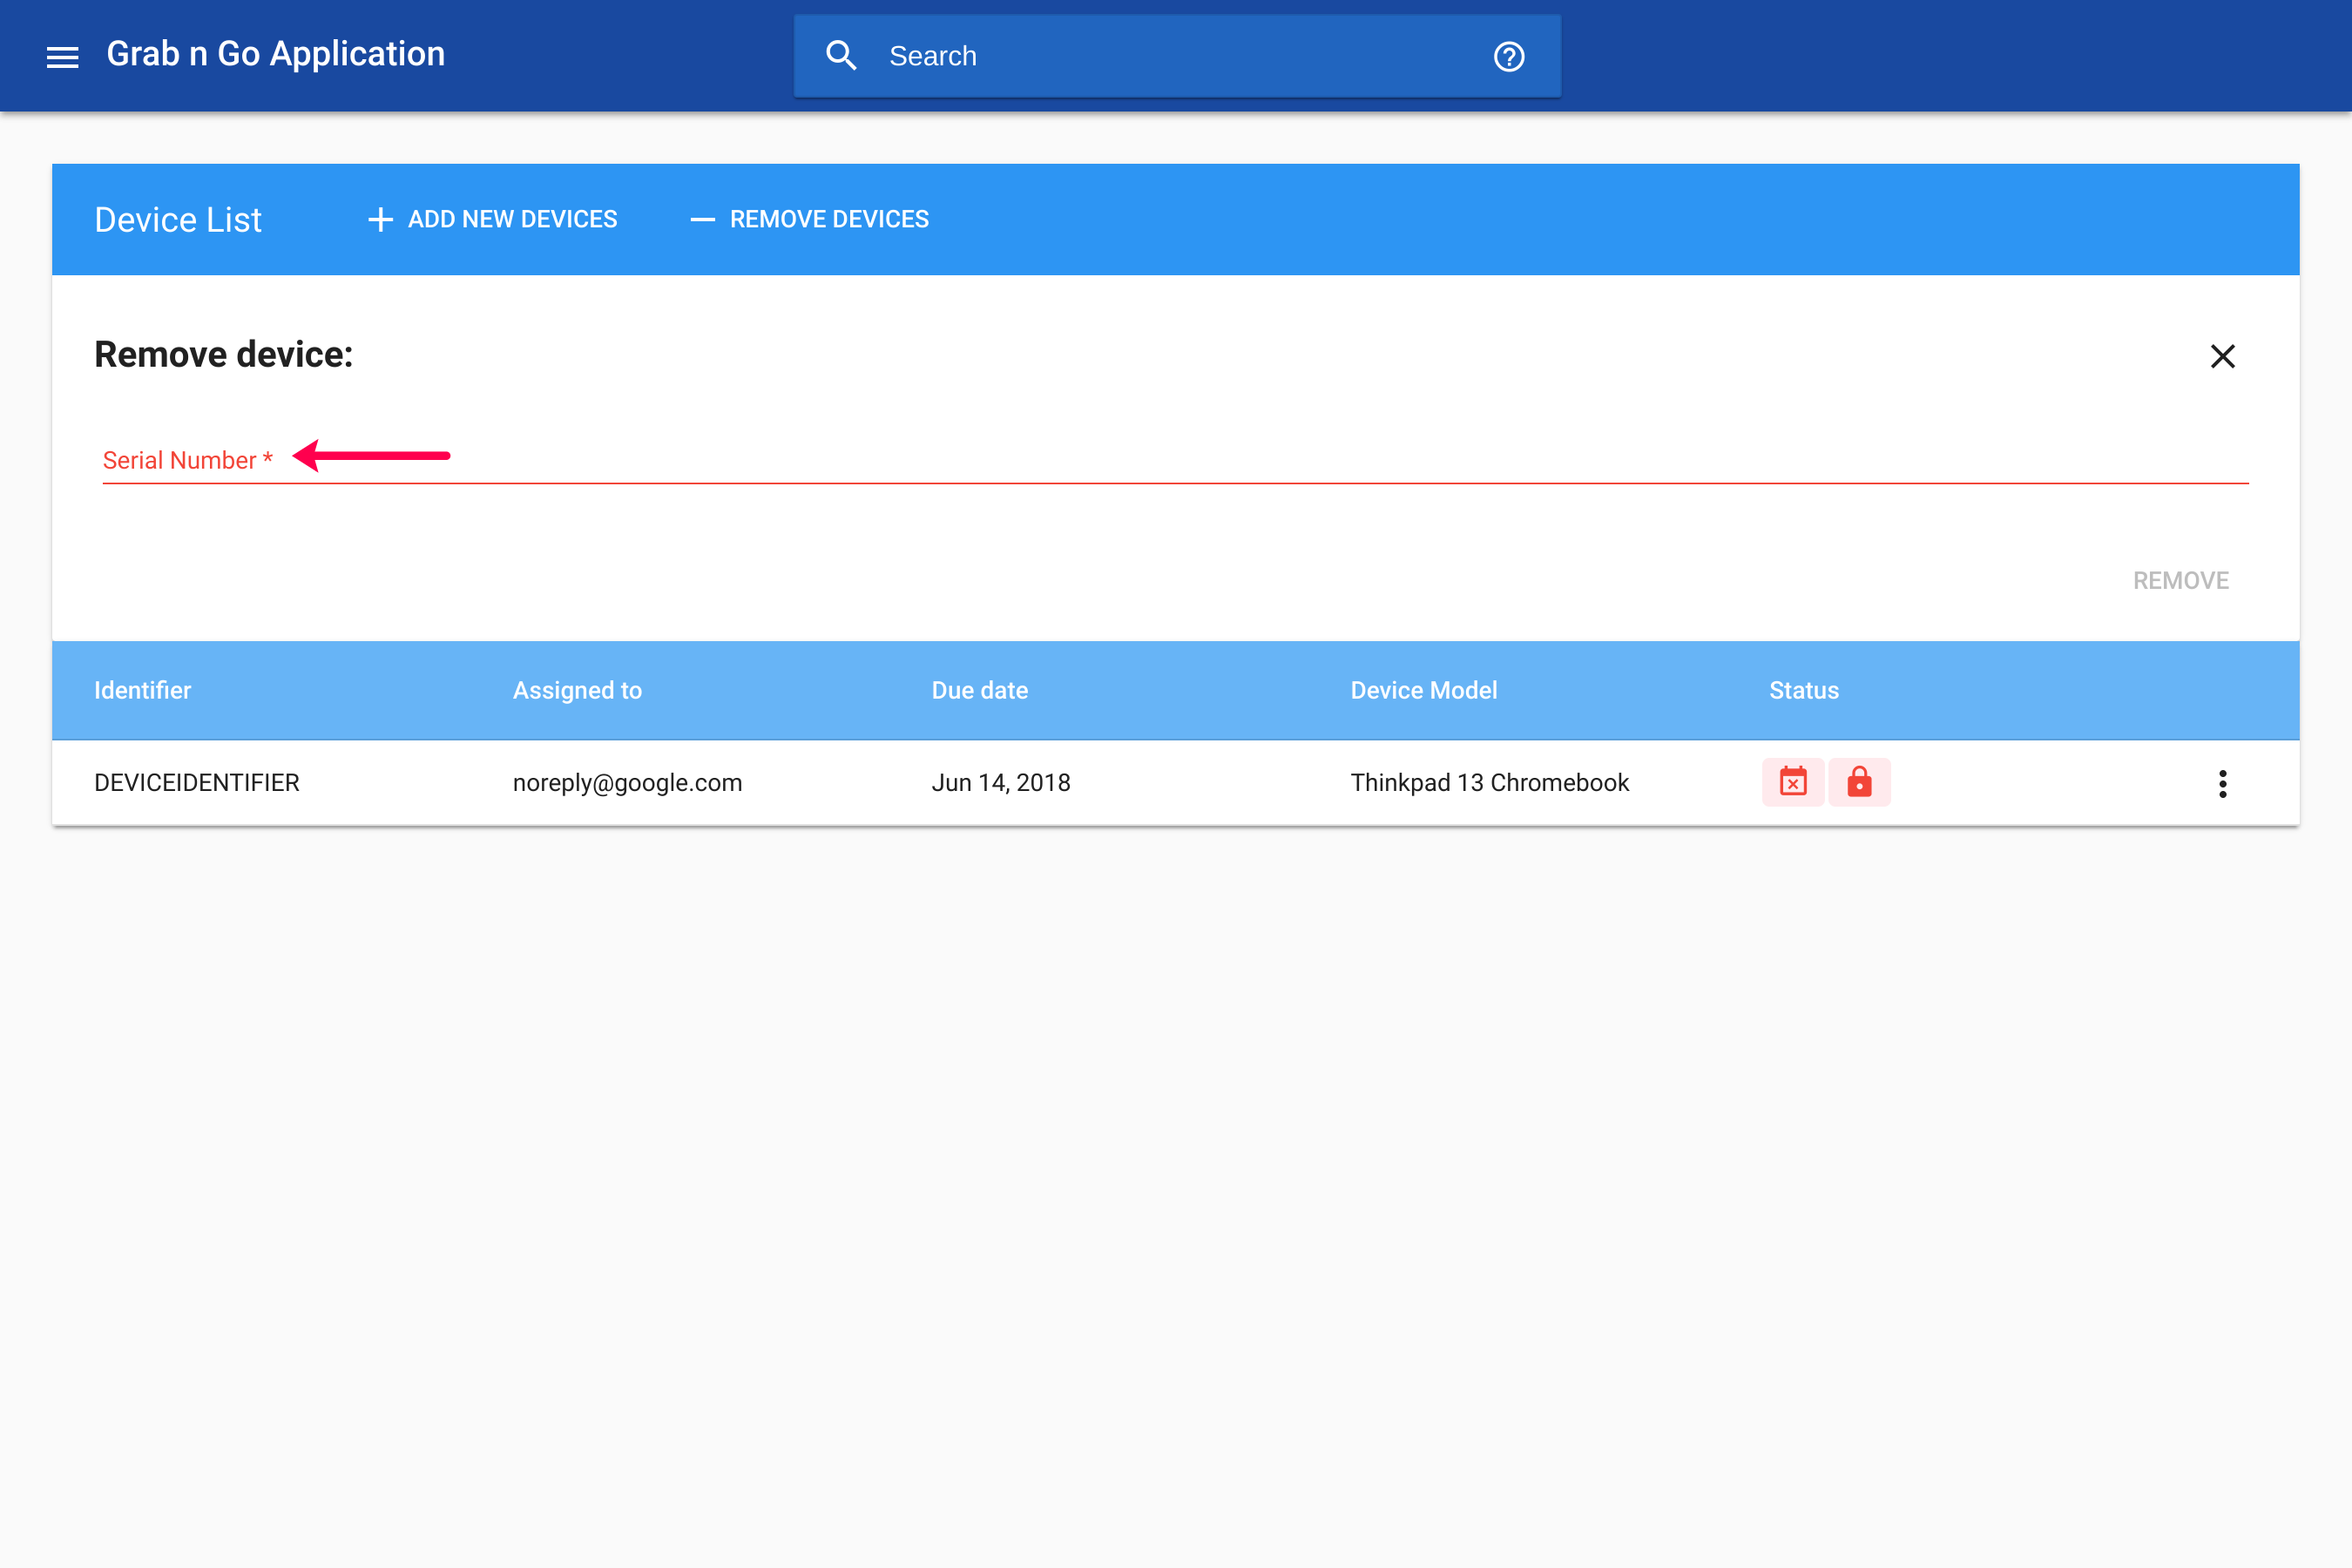 Grab n Go Application
Search
Device List
ADD NEW DEVICES
REMOVE DEVICES
Remove device:
Serial Number *
REMOVE
Identifier Assigned to Due date Device Model Status
DEVICEIDENTIFIER noreply@google.com Jun 14, 2018 Thinkpad 13 Chromebook